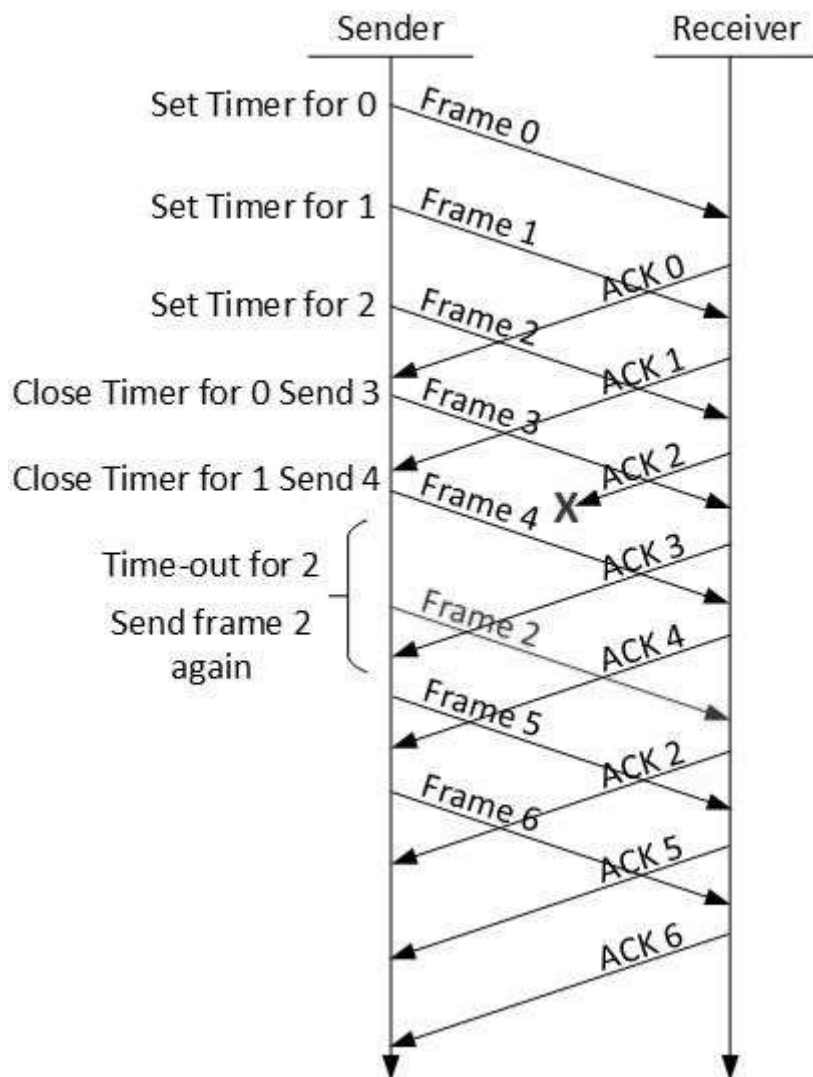 Sender
Receiver
Set Timer for 0
Frame 0
Set Timer for 1
Frame 1
ACK 0
Set Timer for 2
Frame 2
ACK 1
Close Timer for 0 Send 3
Frame 3
ACK 2
Close Timer for 1 Send 4
Frame 4
X
ACK 3
Time-out for 2
Send frame 2
again
Frame 2
ACK 4
Frame 5
ACK 2
Frame 6
ACK 5
ACK 6